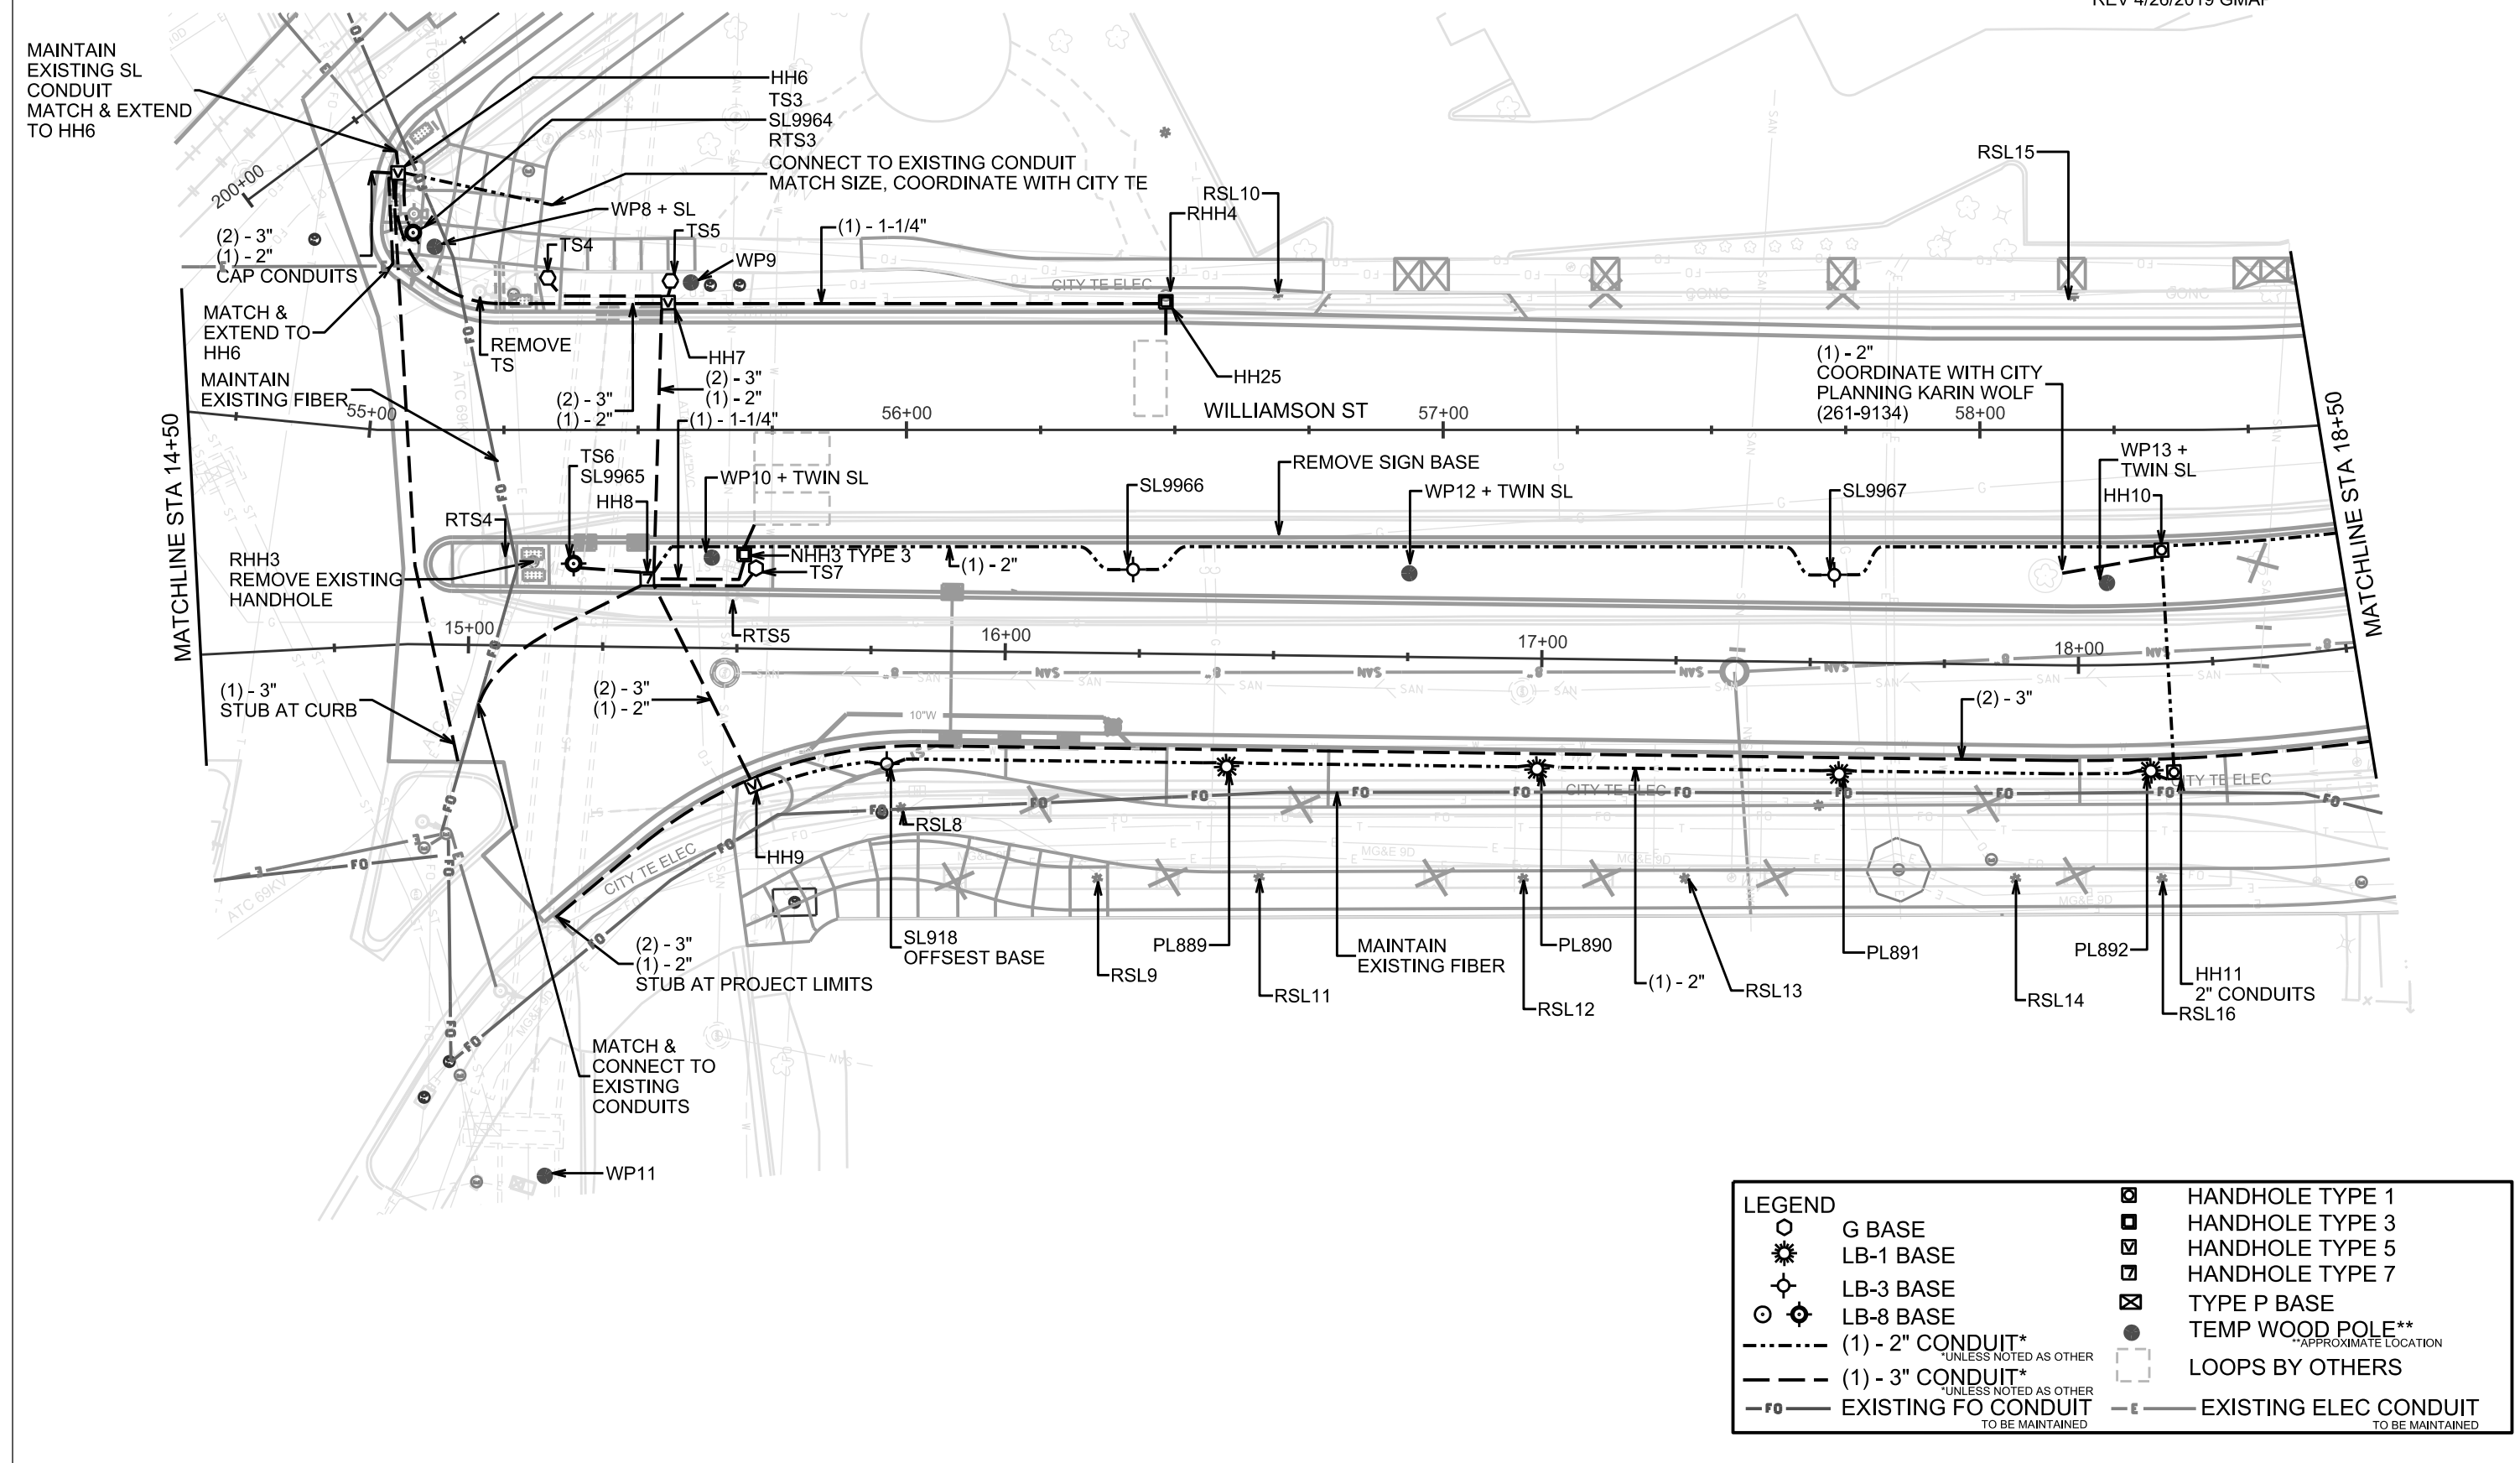 REV 4/26/2019 GMAP
MAINTAIN
EXISTING SL
CONDUIT
MATCH & EXTEND
TO HH6
HH6
TS3
SL9964
RTS3
CONNECT TO EXISTING CONDUIT
MATCH SIZE, COORDINATE WITH CITY TE
200+00
WP8 + SL
TS4
TS5
WP9
(1) - 1-1/4"
RSL10
RHH4
RSL15
(2) - 3"
(1) - 2"
CAP CONDUITS
CITY TE ELEC
CONC
CONC
MATCH &
EXTEND TO
HH6
REMOVE
TS
HH7
(2) - 3"
(1) - 2"
HH25
MAINTAIN
EXISTING FIBER
(2) - 3"
(1) - 2"
(1) - 1-1/4"
(1) - 2"
COORDINATE WITH CITY
PLANNING KARIN WOLF
(261-9134)
55+00
56+00
WILLIAMSON ST
57+00
58+00
MATCHLINE STA 14+50
MATCHLINE STA 18+50
TS6
SL9965
HH8
WP10 + TWIN SL
REMOVE SIGN BASE
SL9966
WP12 + TWIN SL
SL9967
WP13 +
TWIN SL
HH10
RTS4
RHH3
REMOVE EXISTING
HANDHOLE
NHH3 TYPE 3
TS7
(1) - 2"
RTS5
15+00
16+00
17+00
18+00
(1) - 3"
STUB AT CURB
(2) - 3"
(1) - 2"
10"W
(2) - 3"
ATC 69KV
ATC 69KV
CITY TE ELEC
CITY TE ELEC
CITY TE ELEC
RSL8
HH9
MG&E 9D
MG&E 9D
MG&E 9D
(2) - 3"
(1) - 2"
STUB AT PROJECT LIMITS
SL918
OFFSEST BASE
RSL9
PL889
RSL11
MAINTAIN
EXISTING FIBER
PL890
RSL12
(1) - 2"
RSL13
PL891
RSL14
PL892
HH11
2" CONDUITS
RSL16
MATCH &
CONNECT TO
EXISTING
CONDUITS
WP11
LEGEND
G BASE
LB-1 BASE
LB-3 BASE
LB-8 BASE
(1) - 2" CONDUIT*
*UNLESS NOTED AS OTHER
(1) - 3" CONDUIT*
*UNLESS NOTED AS OTHER
FO EXISTING FO CONDUIT
TO BE MAINTAINED
HANDHOLE TYPE 1
HANDHOLE TYPE 3
HANDHOLE TYPE 5
HANDHOLE TYPE 7
TYPE P BASE
TEMP WOOD POLE**
**APPROXIMATE LOCATION
LOOPS BY OTHERS
E EXISTING ELEC CONDUIT
TO BE MAINTAINED